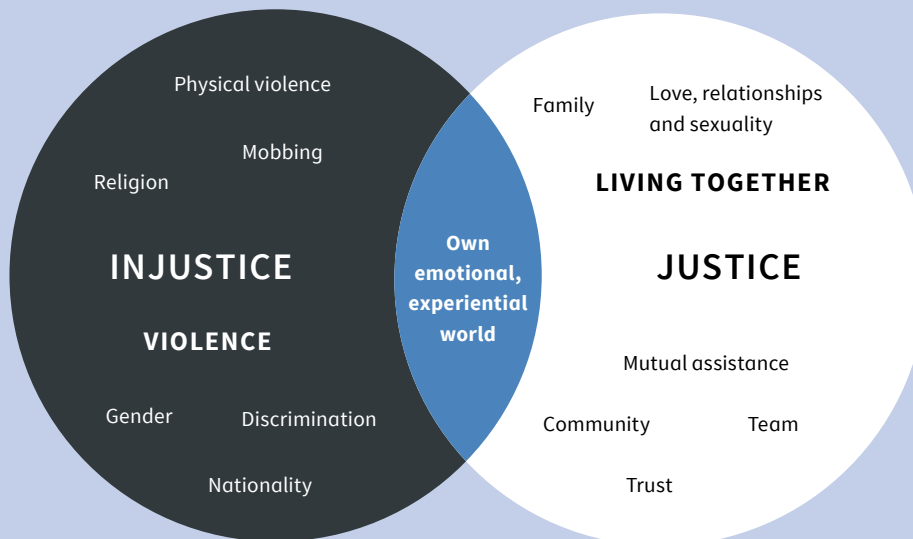 Physical violence
Mobbing
Religion
INJUSTICE
VIOLENCE
Gender
Discrimination
Nationality
Own
emotional,
experiential
world
Family
Love, relationships
and sexuality
LIVING TOGETHER
JUSTICE
Mutual assistance
Community
Team
Trust